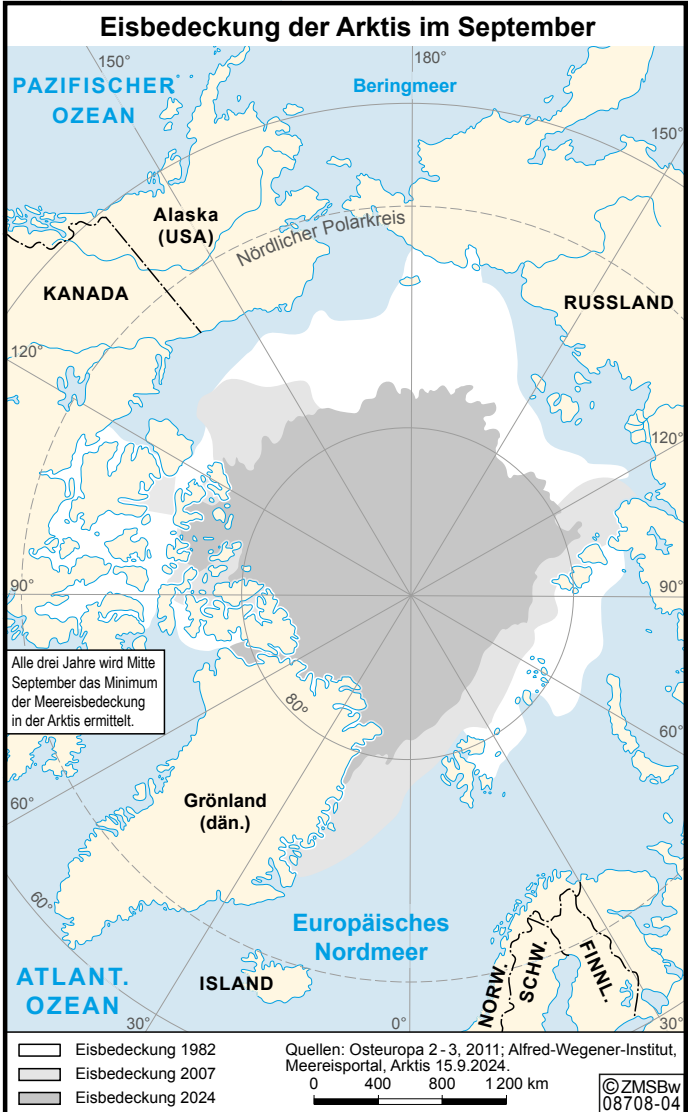 Eisbedeckung der Arktis im September
150°
180°
PAZIFISCHER
OZEAN
Beringmeer
150°
Alaska
(USA)
Nördlicher Polarkreis
KANADA
RUSSLAND
120°
120°
90°
90°
Alle drei Jahre wird Mitte
September das Minimum
der Meereisbedeckung
in der Arktis ermittelt.
80°
60°
60°
Grönland
(dän.)
60°
Europäisches
Nordmeer
ATLANT.
OZEAN
ISLAND
NORW.
SCHW.
FINNL.
30°
0°
30°
Eisbedeckung 1982
Eisbedeckung 2007
Eisbedeckung 2024
Quellen: Osteuropa 2 - 3, 2011; Alfred-Wegener-Institut,
Meereisportal, Arktis 15.9.2024.
0 400 800 1200 km
© ZMSBw
08708-04